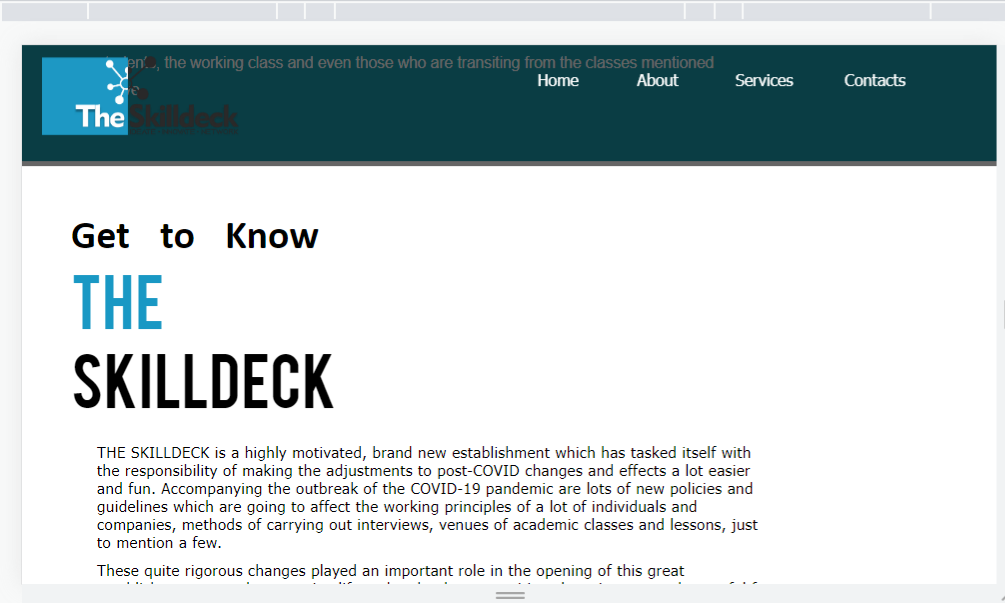 the working class and even those who are transiting from the classes mentioned
Home About Services Contacts
The Skilldeck
Get to Know
THE
SKILLDECK
THE SKILLDECK is a highly motivated, brand new establishment which has tasked itself with
the responsibility of making the adjustments to post-COVID changes and effects a lot easier
and fun. Accompanying the outbreak of the COVID-19 pandemic are lots of new policies and
guidelines which are going to affect the working principles of a lot of individuals and
companies, methods of carrying out interviews, venues of academic classes and lessons, just
to mention a few.
These quite rigorous changes played an important role in the opening of this great